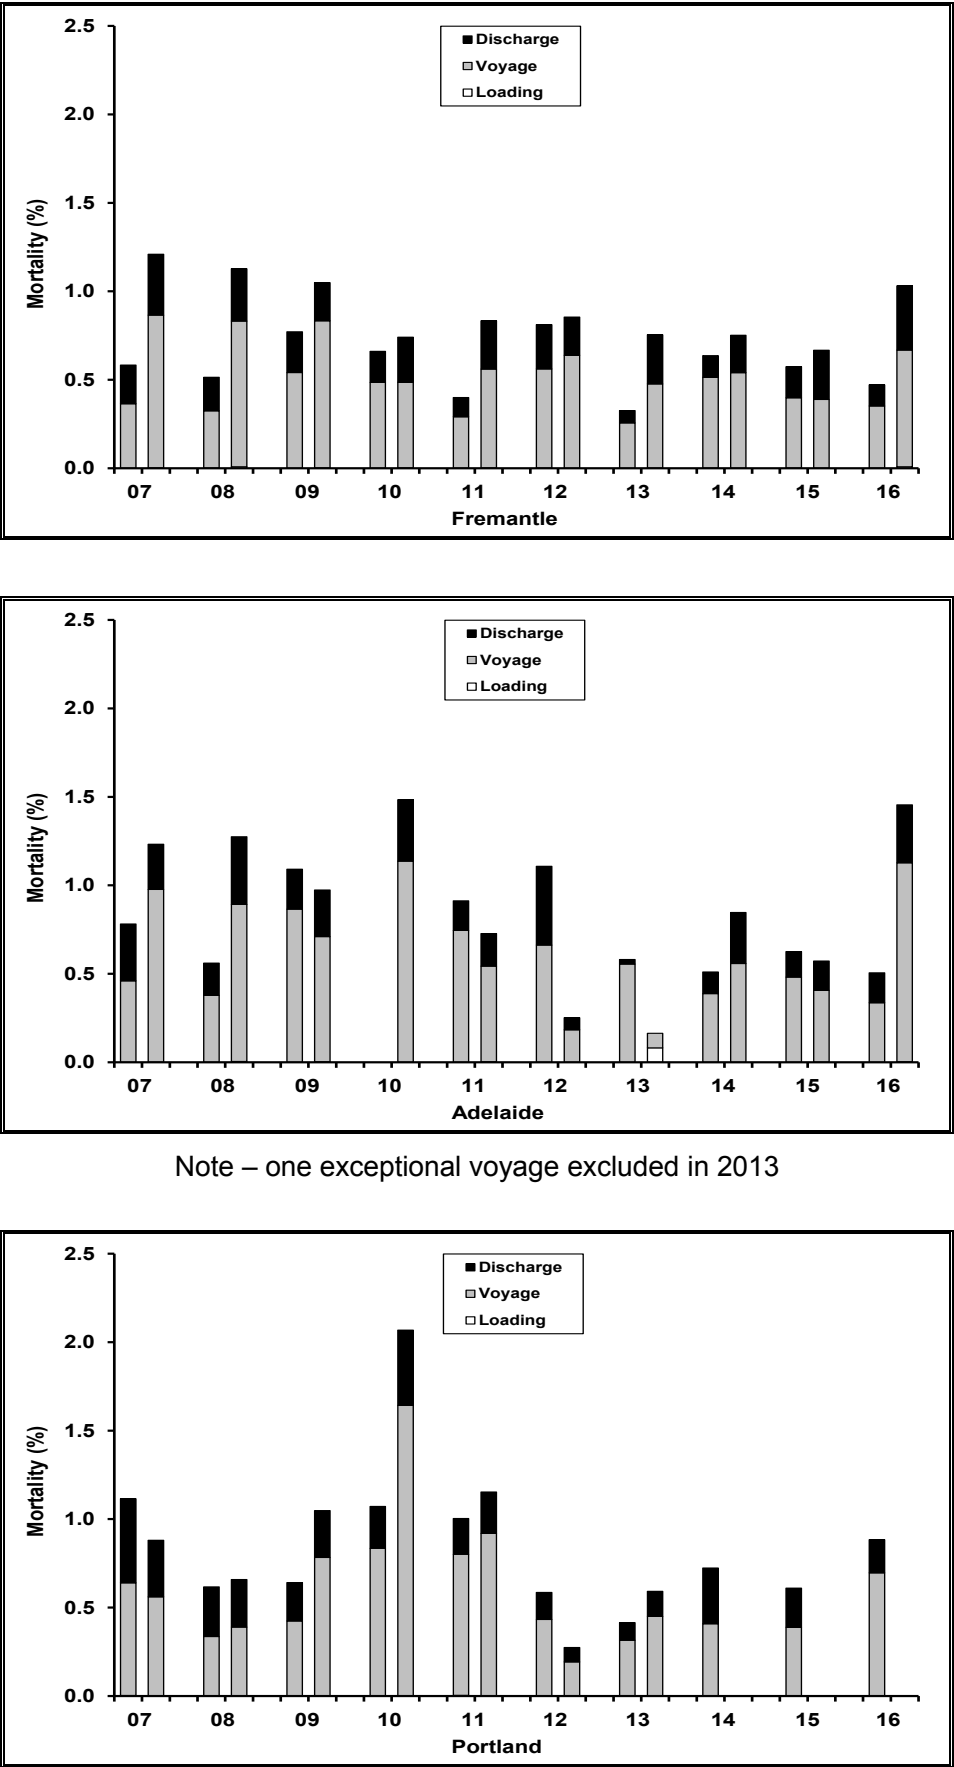 2.5
Discharge
Voyage
Loading
2.0
1.5
Mortality (%)
1.0
0.5
0.0
07 08 09 10 11 12 13 14 15 16
Fremantle
2.5
Discharge
Voyage
Loading
2.0
1.5
Mortality (%)
1.0
0.5
0.0
07 08 09 10 11 12 13 14 15 16
Adelaide
Note – one exceptional voyage excluded in 2013
2.5
Discharge
Voyage
Loading
2.0
1.5
Mortality (%)
1.0
0.5
0.0
07 08 09 10 11 12 13 14 15 16
Portland